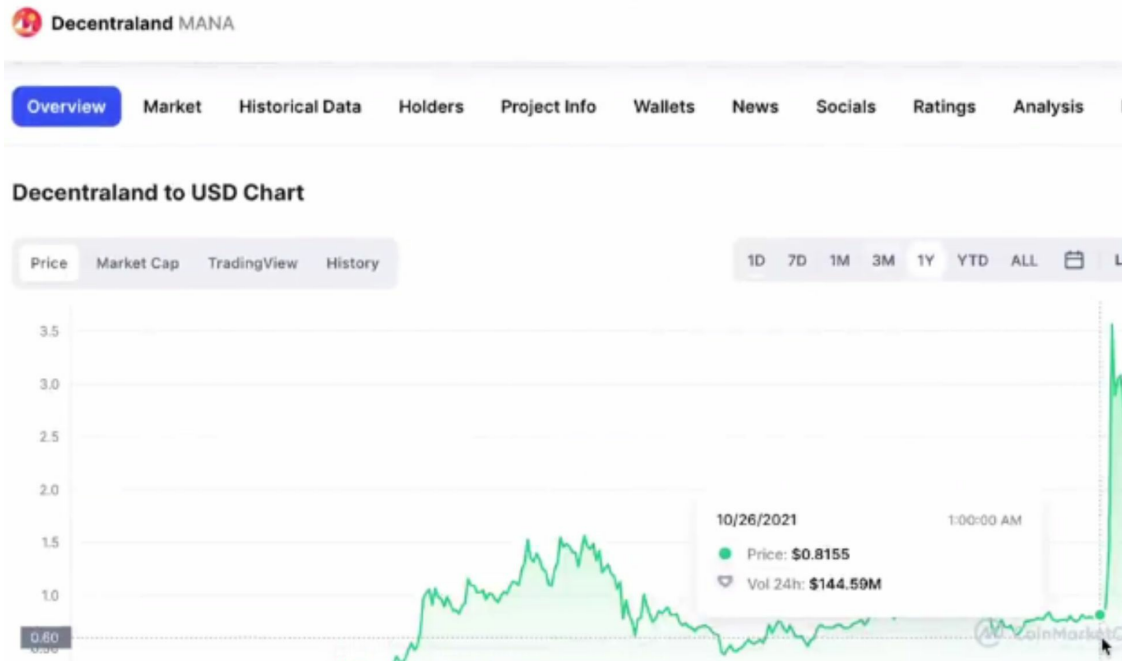 Decentraland MANA
Overview Market Historical Data Holders Project Info Wallets News Socials Ratings Analysis
Decentraland to USD Chart
Price Market Cap TradingView History 1D 7D 1M 3M 1Y YTD ALL
3.5
3.0
2.5
2.0
10/26/2021 1:00:00 AM
1.5
Price: $0.8155
Vol 24h: $144.59M
1.0
0.60